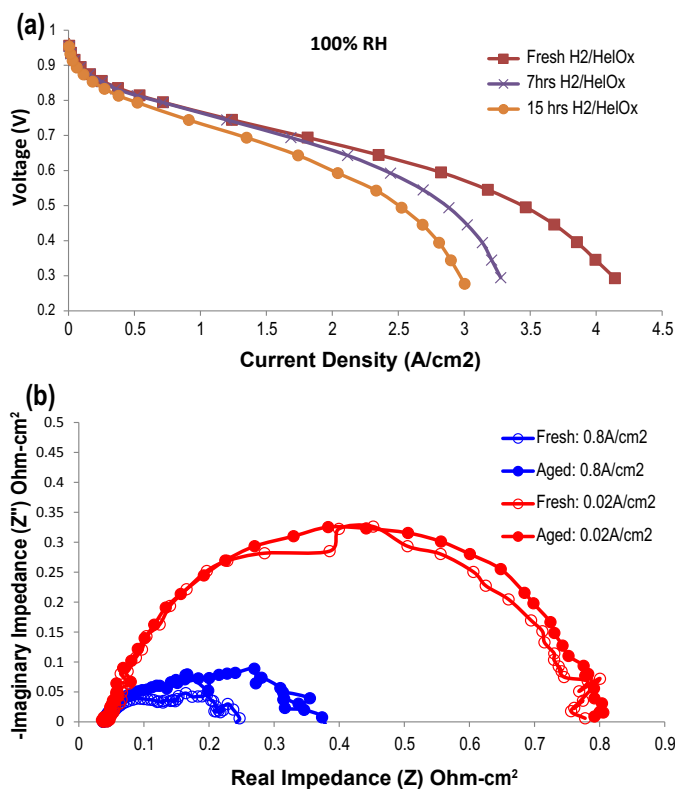 (a)
100% RH
Fresh H2/HelOx
7hrs H2/HelOx
15 hrs H2/HelOx
Voltage (V)
1
0.9
0.8
0.7
0.6
0.5
0.4
0.3
0.2
0 0.5 1 1.5 2 2.5 3 3.5 4 4.5
Current Density (A/cm2)
(b)
Fresh: 0.8A/cm2
Aged: 0.8A/cm2
Fresh: 0.02A/cm2
Aged: 0.02A/cm2
-Imaginary Impedance (Z") Ohm-cm²
0.5
0.45
0.4
0.35
0.3
0.25
0.2
0.15
0.1
0.05
0
0 0.1 0.2 0.3 0.4 0.5 0.6 0.7 0.8 0.9
Real Impedance (Z) Ohm-cm²